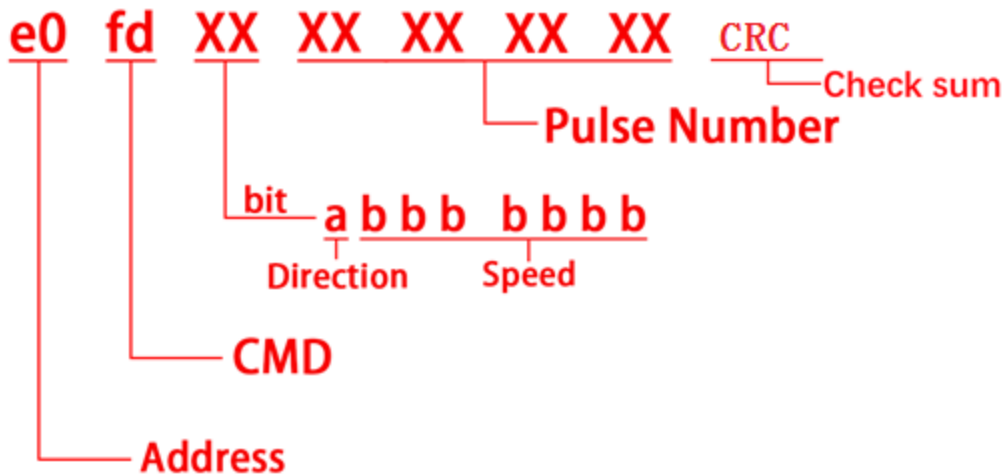 e0 fd XX XX XX XX XX CRC
Check sum
Pulse Number
bit a b b b b b b b
Direction Speed
CMD
Address